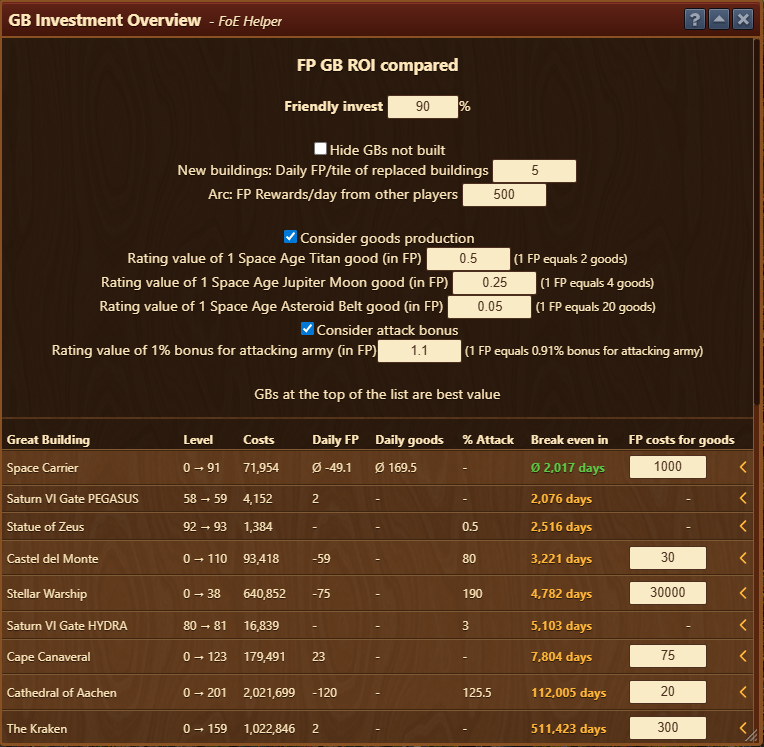 GB Investment Overview - FoE Helper
?
FP GB ROI compared
Friendly invest 90 %
Hide GBs not built
New buildings: Daily FP/tile of replaced buildings 5
Arc: FP Rewards/day from other players 500
Consider goods production
Rating value of 1 Space Age Titan good (in FP) 0.5 (1 FP equals 2 goods)
Rating value of 1 Space Age Jupiter Moon good (in FP) 0.25 (1 FP equals 4 goods)
Rating value of 1 Space Age Asteroid Belt good (in FP) 0.05 (1 FP equals 20 goods)
Consider attack bonus
Rating value of 1% bonus for attacking army (in FP) 1.1 (1 FP equals 0.91% bonus for attacking army)
GBs at the top of the list are best value
Great Building Level Costs Daily FP Daily goods % Attack Break even in FP costs for goods
Space Carrier 0 → 91 71,954 Ø -49.1 Ø 169.5 - Ø 2,017 days 1000
Saturn VI Gate PEGASUS 58 → 59 4,152 2 - - 2,076 days -
Statue of Zeus 92 → 93 1,384 - - 0.5 2,516 days -
Castel del Monte 0 → 110 93,418 -59 - 80 3,221 days 30
Stellar Warship 0 → 38 640,852 -75 - 190 4,782 days 30000
Saturn VI Gate HYDRA 80 → 81 16,839 - - 3 5,103 days -
Cape Canaveral 0 → 123 179,491 23 - - 7,804 days 75
Cathedral of Aachen 0 → 201 2,021,699 -120 - 125.5 112,005 days 20
The Kraken 0 → 159 1,022,846 2 - - 511,423 days 300